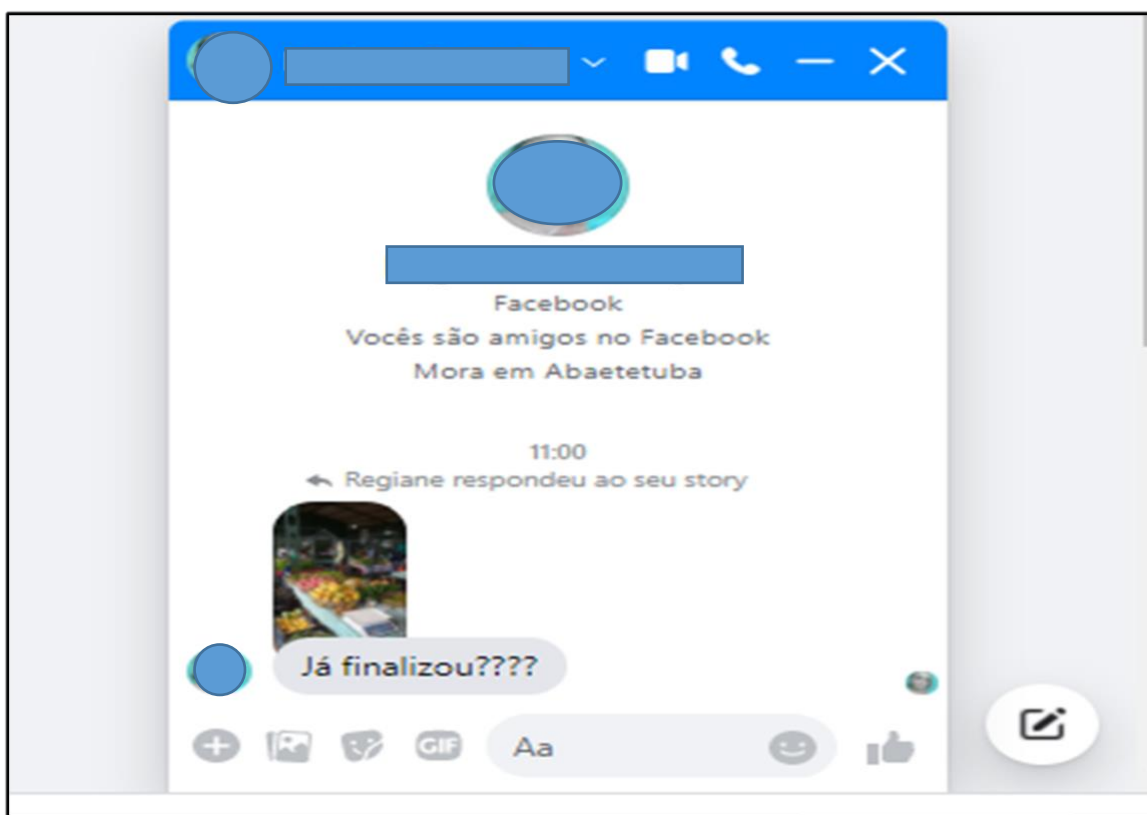 Facebook
Vocês são amigos no Facebook
Mora em Abaetetuba
11:00
Regiane respondeu ao seu story
Já finalizou????
GIF
Aa